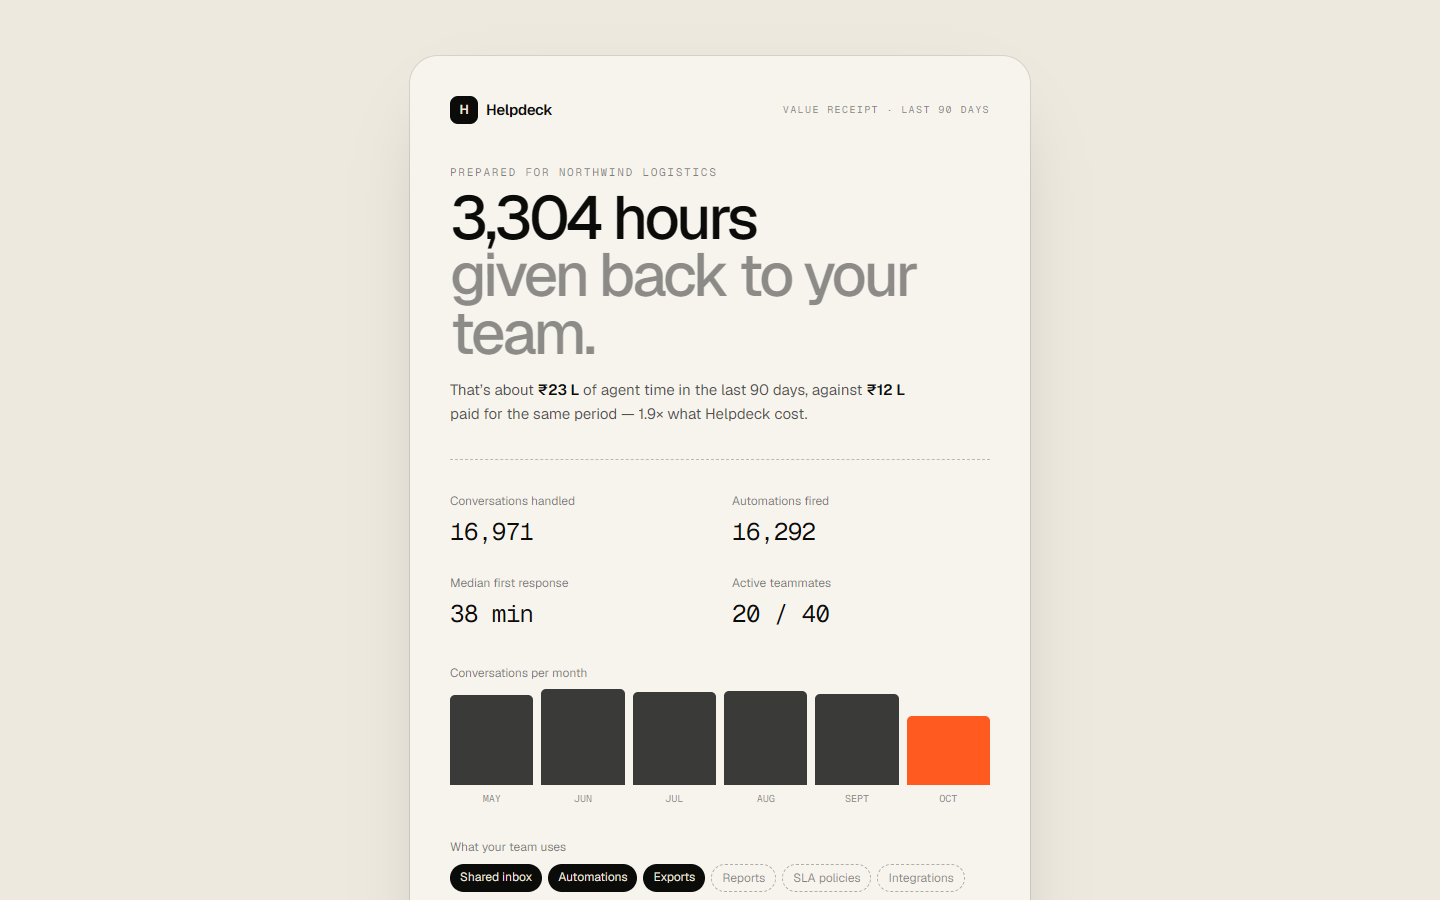 H Helpdeck
VALUE RECEIPT · LAST 90 DAYS
PREPARED FOR NORTHWIND LOGISTICS
3,304 hours
given back to your
team.
That's about ₹23 L of agent time in the last 90 days, against ₹12 L
paid for the same period — 1.9× what Helpdeck cost.
Conversations handled
16,971
Automations fired
16,292
Median first response
38 min
Active teammates
20 / 40
Conversations per month
MAY JUN JUL AUG SEPT OCT
What your team uses
Shared inbox Automations Exports Reports SLA policies Integrations